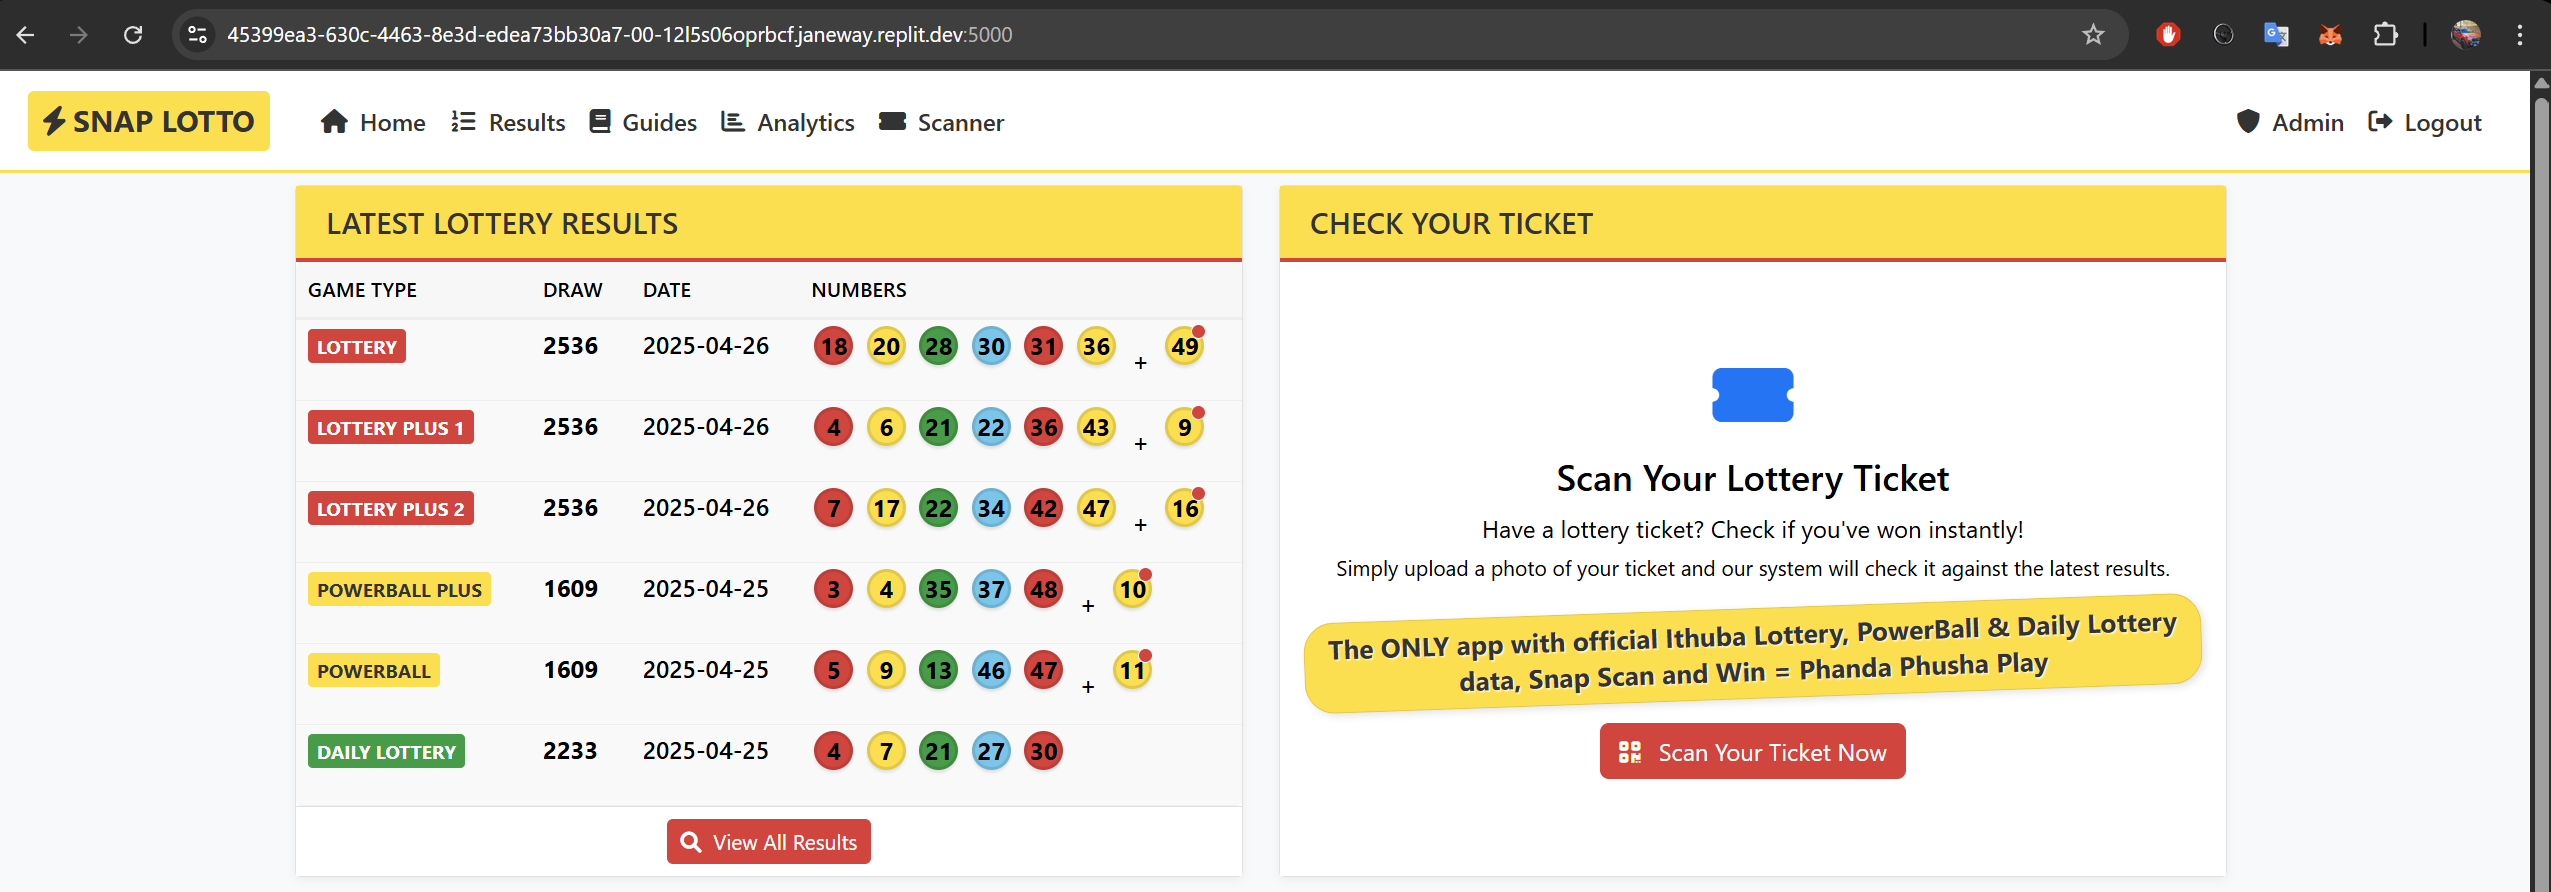 45399ea3-630c-4463-8e3d-edea73bb30a7-00-12l5s06oprbcf.janeway.replit.dev:5000
SNAP LOTTO Home Results Guides Analytics Scanner Admin Logout
LATEST LOTTERY RESULTS
GAME TYPE DRAW DATE NUMBERS
LOTTERY 2536 2025-04-26 18 20 28 30 31 36 + 49
LOTTERY PLUS 1 2536 2025-04-26 4 6 21 22 36 43 + 9
LOTTERY PLUS 2 2536 2025-04-26 7 17 22 34 42 47 + 16
POWERBALL PLUS 1609 2025-04-25 3 4 35 37 48 + 10
POWERBALL 1609 2025-04-25 5 9 13 46 47 + 11
DAILY LOTTERY 2233 2025-04-25 4 7 21 27 30
View All Results
CHECK YOUR TICKET
Scan Your Lottery Ticket
Have a lottery ticket? Check if you've won instantly!
Simply upload a photo of your ticket and our system will check it against the latest results.
The ONLY app with official Ithuba Lottery, PowerBall & Daily Lottery
data, Snap Scan and Win = Phanda Phusha Play
Scan Your Ticket Now